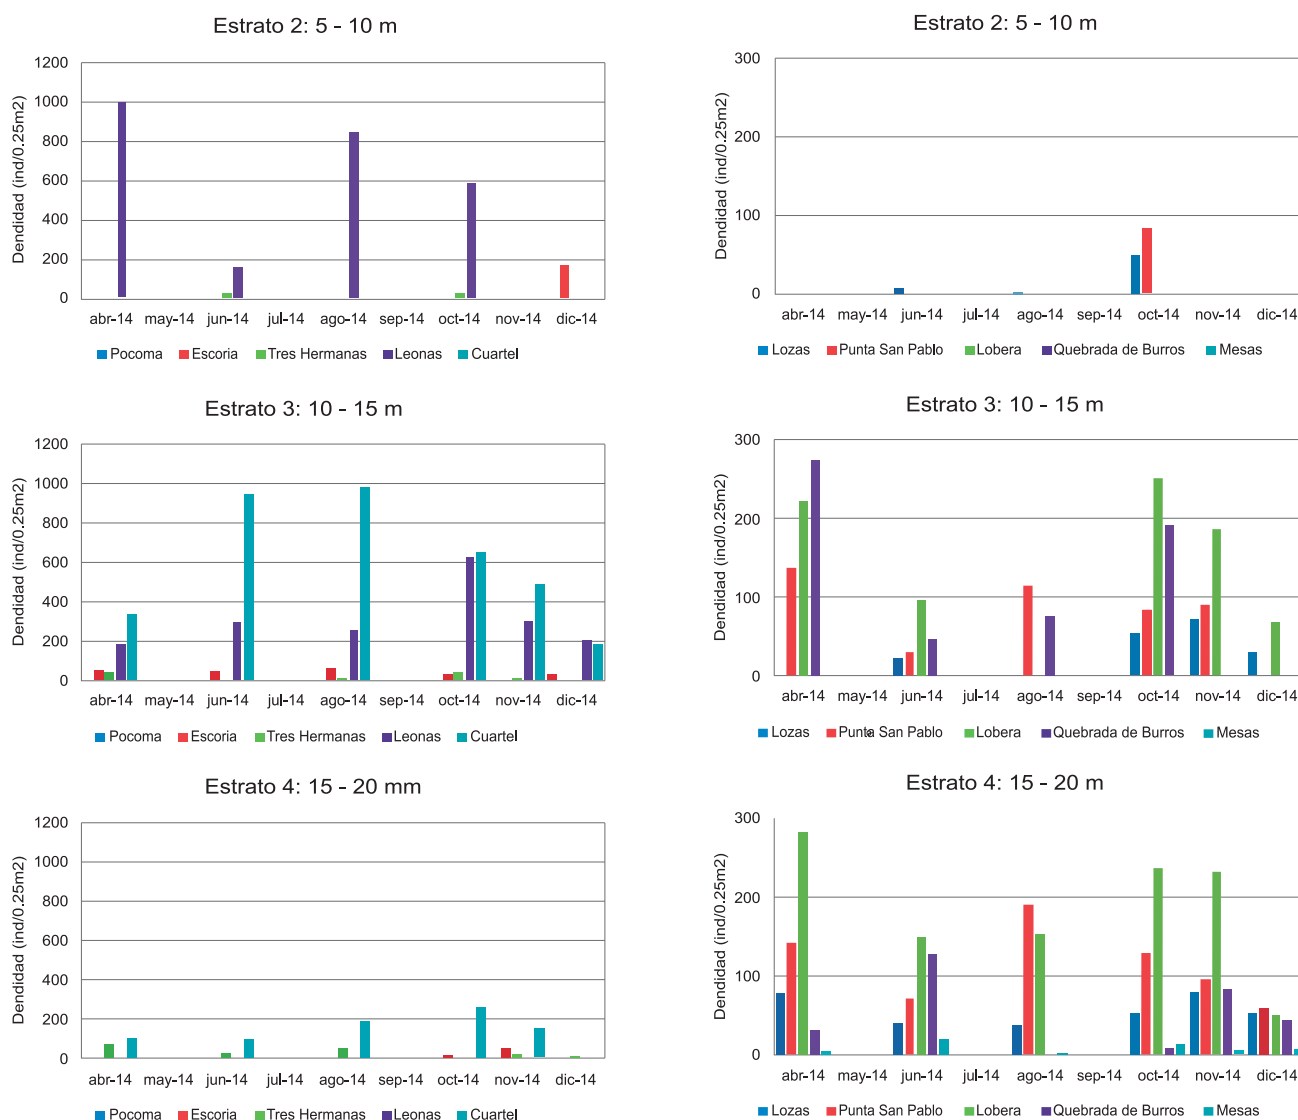 Estrato 2: 5 - 10 m
Dendidad (ind/0.25m2)
1200
1000
800
600
400
200
0
abr-14 may-14 jun-14 jul-14 ago-14 sep-14 oct-14 nov-14 dic-14
Pocoma Escoria Tres Hermanas Leonas Cuartel
Estrato 2: 5 - 10 m
Dendidad (ind/0.25m2)
300
200
100
0
abr-14 may-14 jun-14 jul-14 ago-14 sep-14 oct-14 nov-14 dic-14
Lozas Punta San Pablo Lobera Quebrada de Burros Mesas
Estrato 3: 10 - 15 m
Dendidad (ind/0.25m2)
1200
1000
800
600
400
200
0
abr-14 may-14 jun-14 jul-14 ago-14 sep-14 oct-14 nov-14 dic-14
Pocoma Escoria Tres Hermanas Leonas Cuartel
Estrato 3: 10 - 15 m
Dendidad (ind/0.25m2)
300
200
100
0
abr-14 may-14 jun-14 jul-14 ago-14 sep-14 oct-14 nov-14 dic-14
Lozas Punta San Pablo Lobera Quebrada de Burros Mesas
Estrato 4: 15 - 20 mm
Dendidad (ind/0.25m2)
1200
1000
800
600
400
200
0
abr-14 may-14 jun-14 jul-14 ago-14 sep-14 oct-14 nov-14 dic-14
Pocoma Escoria Tres Hermanas Leonas Cuartel
Estrato 4: 15 - 20 m
Dendidad (ind/0.25m2)
300
200
100
0
abr-14 may-14 jun-14 jul-14 ago-14 sep-14 oct-14 nov-14 dic-14
Lozas Punta San Pablo Lobera Quebrada de Burros Mesas